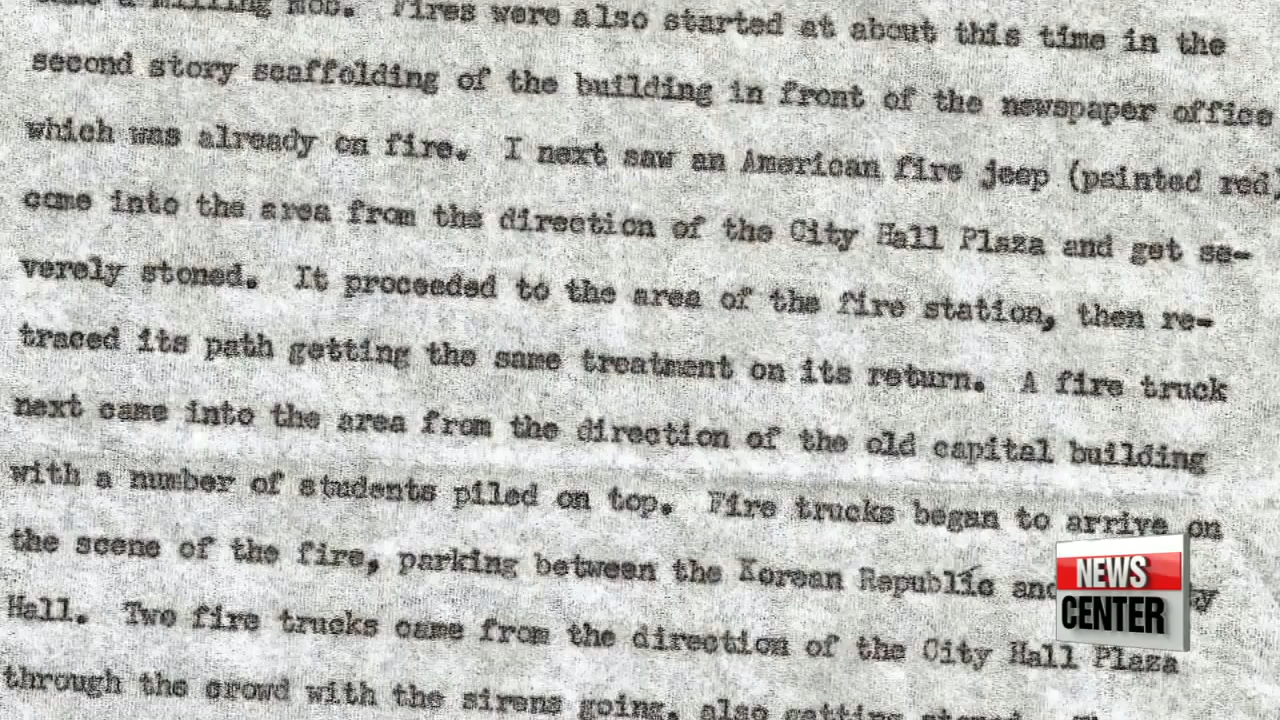 a milling mob. Fires were also started at about this time in the
second story scaffolding of the building in front of the newspaper office
which was already on fire. I next saw an American fire jeep (painted red)
come into the area from the direction of the City Hall Plaza and get se-
verely stoned. It proceeded to the area of the fire station, then re-
traced its path getting the same treatment on its return. A fire truck
next came into the area from the direction of the old capital building
with a number of students piled on top. Fire trucks began to arrive on
the scene of the fire, parking between the Korean Republic and
Hall. Two fire trucks came from the direction of the City Hall Plaza
through the crowd with the sirens going, also getting stoned.
NEWS
CENTER